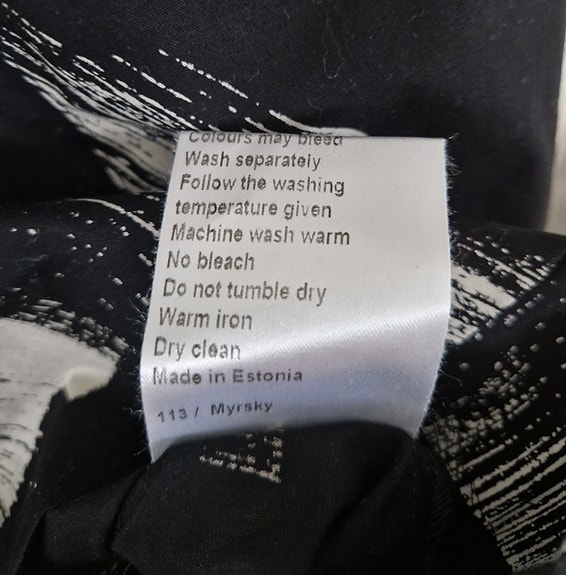 Colours may bleed
Wash separately
Follow the washing
temperature given
Machine wash warm
No bleach
Do not tumble dry
Warm iron
Dry clean
Made in Estonia
113 / Myrsky